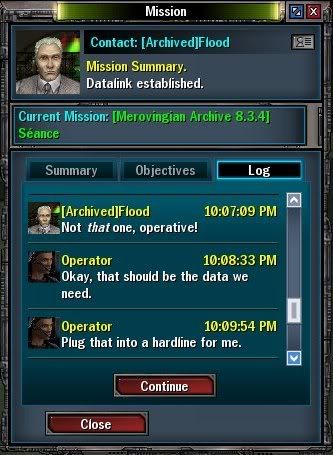 Mission
Contact: [Archived]Flood
Mission Summary.
Datalink established.
Current Mission: [Merovingian Archive 8.3.4]
Séance
Summary Objectives Log
[Archived]Flood 10:07:09 PM
Not that one, operative!
Operator 10:08:33 PM
Okay, that should be the data we
need.
Operator 10:09:54 PM
Plug that into a hardline for me.
Continue
Close